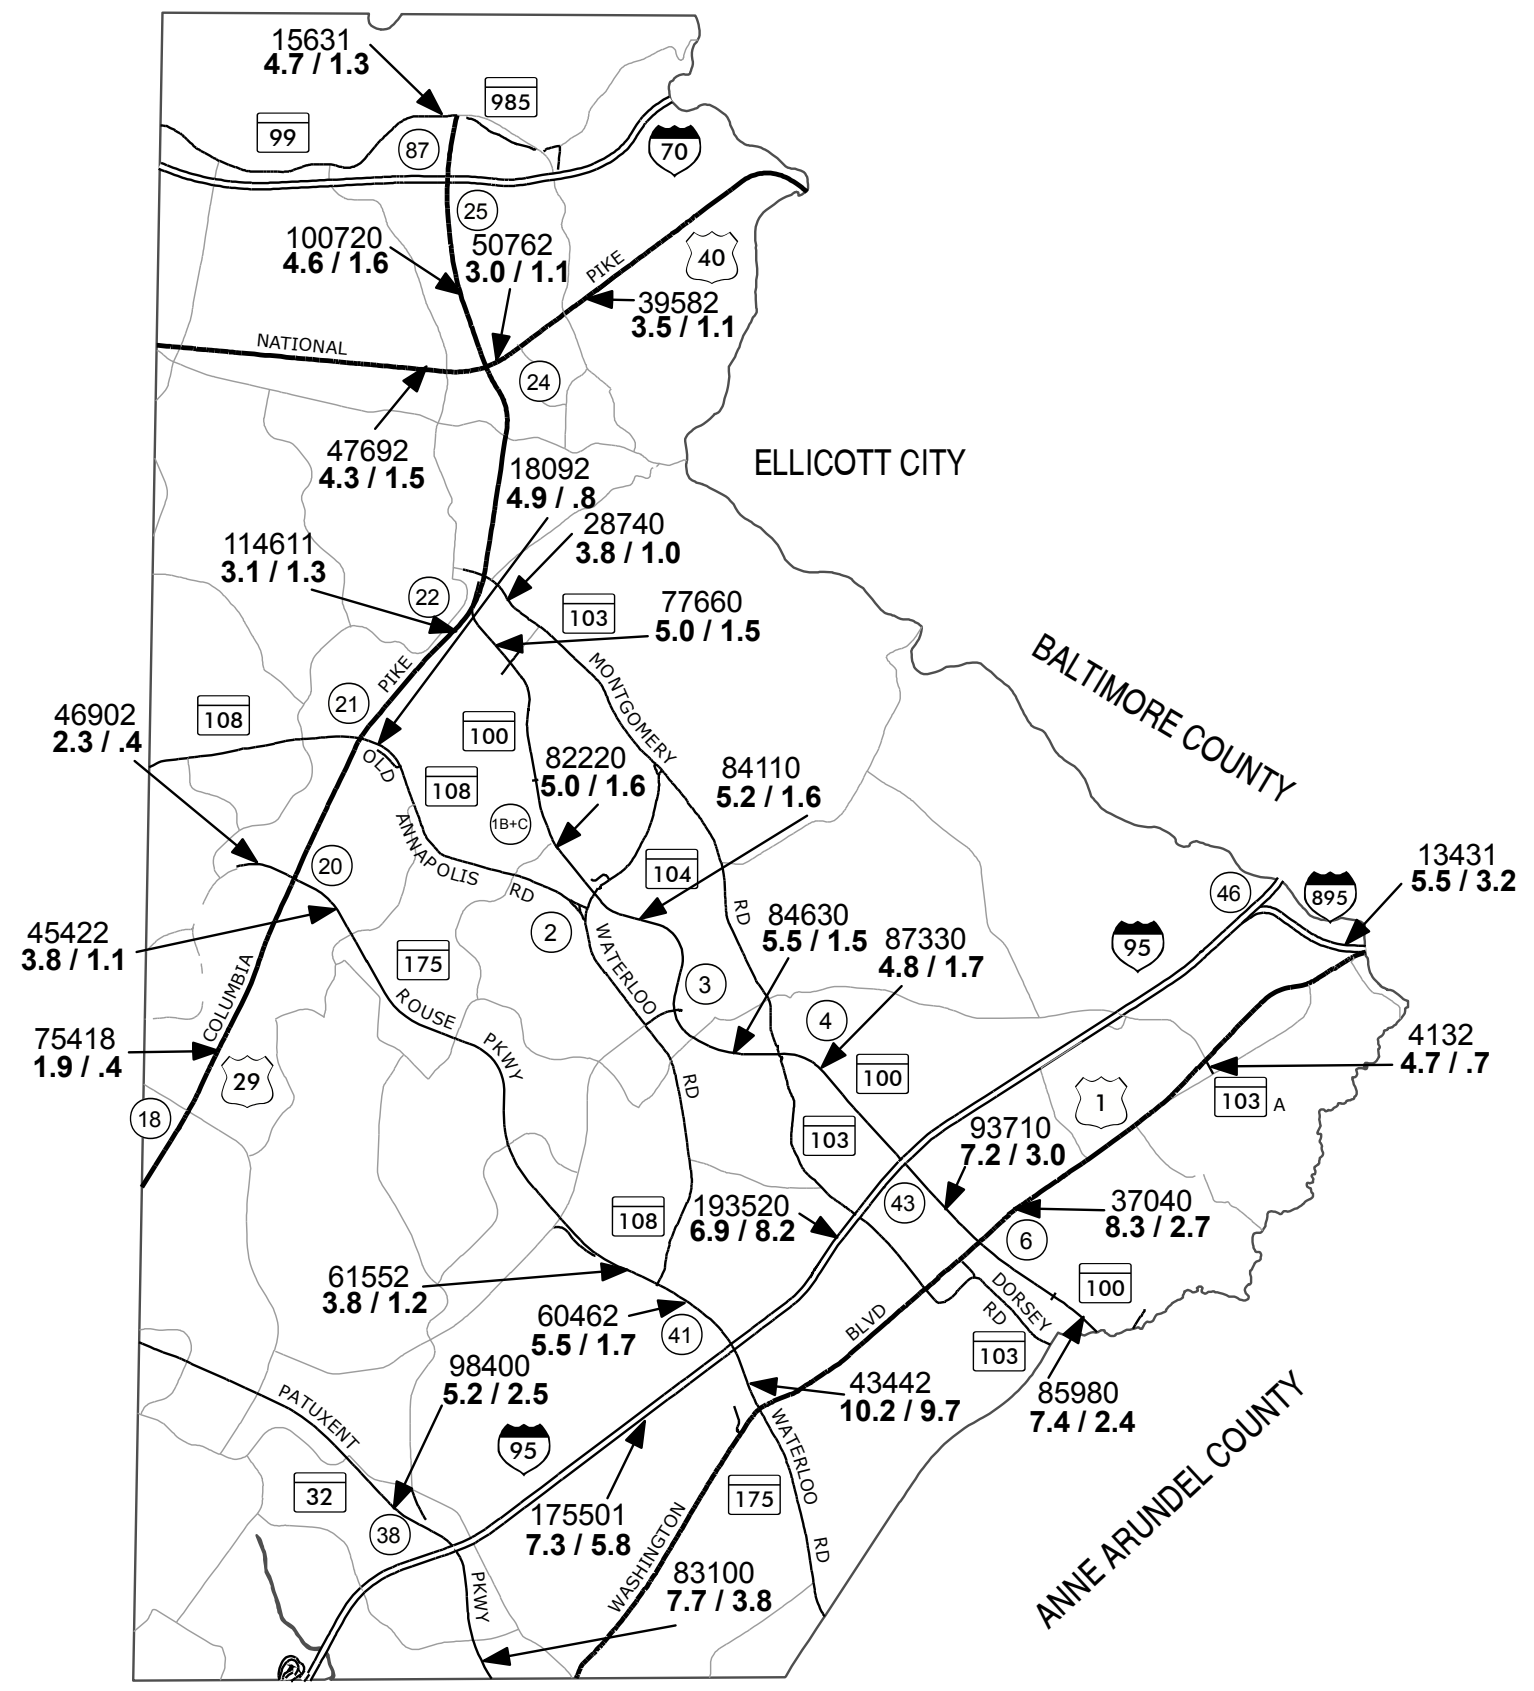 15631
4.7 / 1.3
985
99
87
70
25
100720
4.6 / 1.6
50762
3.0 / 1.1
PIKE
40
39582
3.5 / 1.1
NATIONAL
24
47692
4.3 / 1.5
ELLICOTT CITY
18092
4.9 / .8
28740
3.8 / 1.0
114611
3.1 / 1.3
22
103
77660
5.0 / 1.5
BALTIMORE COUNTY
MONTGOMERY
PIKE
21
108
46902
2.3 / .4
100
OLD
108
82220
5.0 / 1.6
84110
5.2 / 1.6
1B+C
ANNAPOLIS
RD
104
20
13431
5.5 / 3.2
46
895
RD
84630
5.5 / 1.5
87330
4.8 / 1.7
95
45422
3.8 / 1.1
175
2
WATERLOO
3
COLUMBIA
ROUSE
PKWY
4
75418
1.9 / .4
29
RD
100
4132
4.7 / .7
1
103 A
18
103
93710
7.2 / 3.0
108
193520
6.9 / 8.2
43
37040
8.3 / 2.7
6
61552
3.8 / 1.2
60462
5.5 / 1.7
41
DORSEY
RD
100
BLVD
103
98400
5.2 / 2.5
43442
10.2 / 9.7
85980
7.4 / 2.4
PATUXENT
95
WATERLOO
RD
175
32
38
175501
7.3 / 5.8
WASHINGTON
83100
7.7 / 3.8
PKWY
ANNE ARUNDEL COUNTY